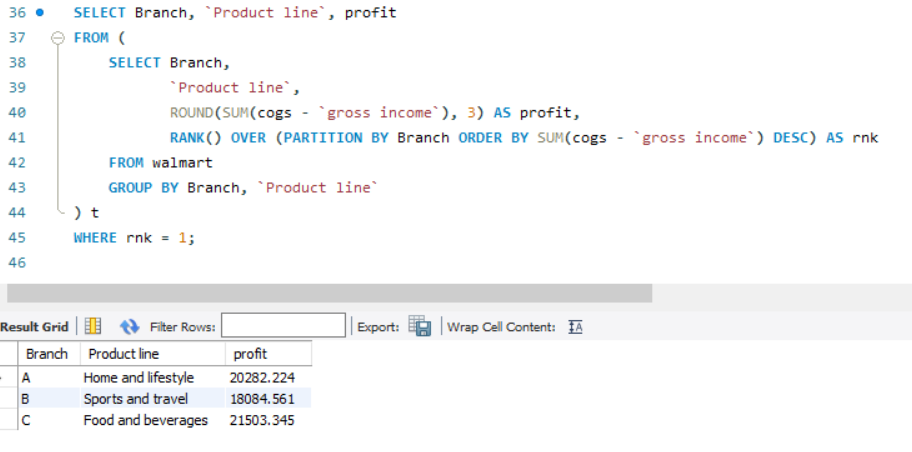 36 SELECT Branch, `Product line`, profit
37 FROM (
38 SELECT Branch,
39 `Product line`,
40 ROUND(SUM(cogs - `gross income`), 3) AS profit,
41 RANK() OVER (PARTITION BY Branch ORDER BY SUM(cogs - `gross income`) DESC) AS rnk
42 FROM walmart
43 GROUP BY Branch, `Product line`
44 ) t
45 WHERE rnk = 1;
46
Result Grid Filter Rows: Export: Wrap Cell Content: IA
Branch Product line profit
A Home and lifestyle 20282.224
B Sports and travel 18084.561
C Food and beverages 21503.345